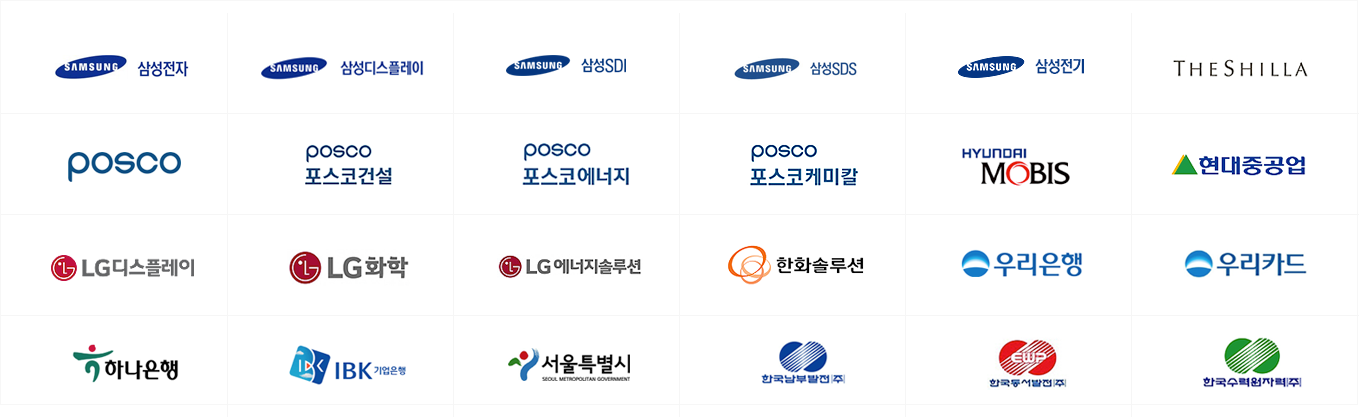 SAMSUNG 삼성전자
SAMSUNG 삼성디스플레이
SAMSUNG 삼성SDI
SAMSUNG 삼성SDS
SAMSUNG 삼성전기
THE SHILLA
posco
posco
포스코건설
posco
포스코에너지
posco
포스코케미칼
HYUNDAI
MOBIS
현대중공업
LG디스플레이
LG화학
LG에너지솔루션
한화솔루션
우리은행
우리카드
하나은행
IBK 기업은행
서울특별시
SEOUL METROPOLITAN GOVERNMENT
한국남부발전(주)
EWP
한국동서발전(주)
한국수력원자력(주)